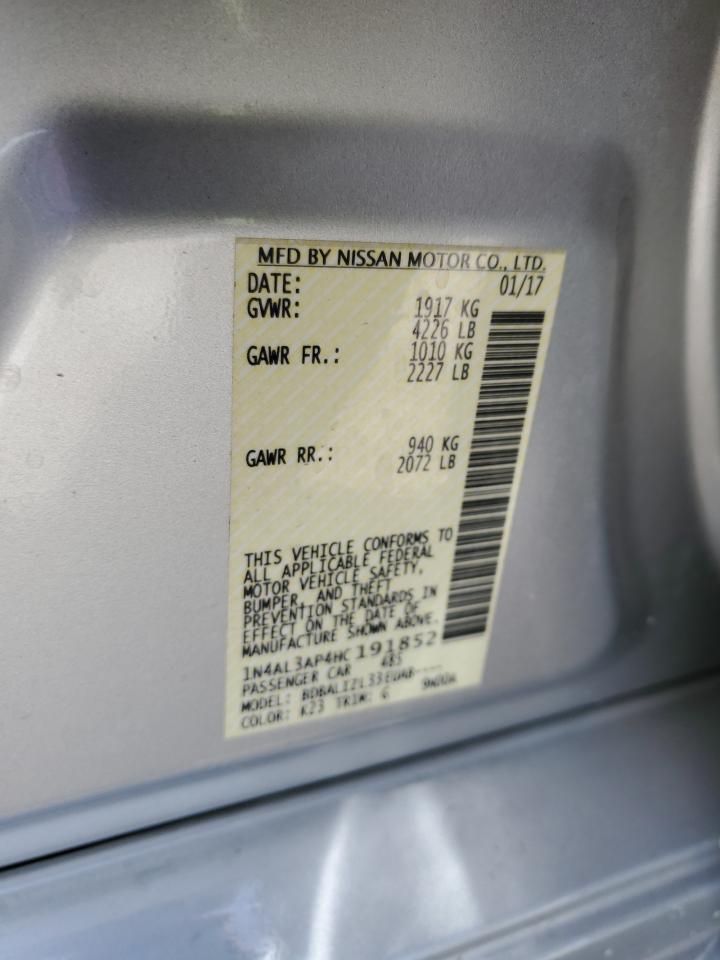 MFD BY NISSAN MOTOR CO., LTD.
DATE: 01/17
GVWR: 1917 KG
4226 LB
GAWR FR.: 1010 KG
2227 LB
GAWR RR.: 940 KG
2072 LB
THIS VEHICLE CONFORMS TO
ALL APPLICABLE FEDERAL
MOTOR VEHICLE SAFETY,
BUMPER, AND THEFT
PREVENTION STANDARDS IN
EFFECT ON THE DATE OF
MANUFACTURE SHOWN ABOVE.
1N4AL3AP4HC191852
PASSENGER CAR 485
MODEL:
COLOR: K23 TRIM: G